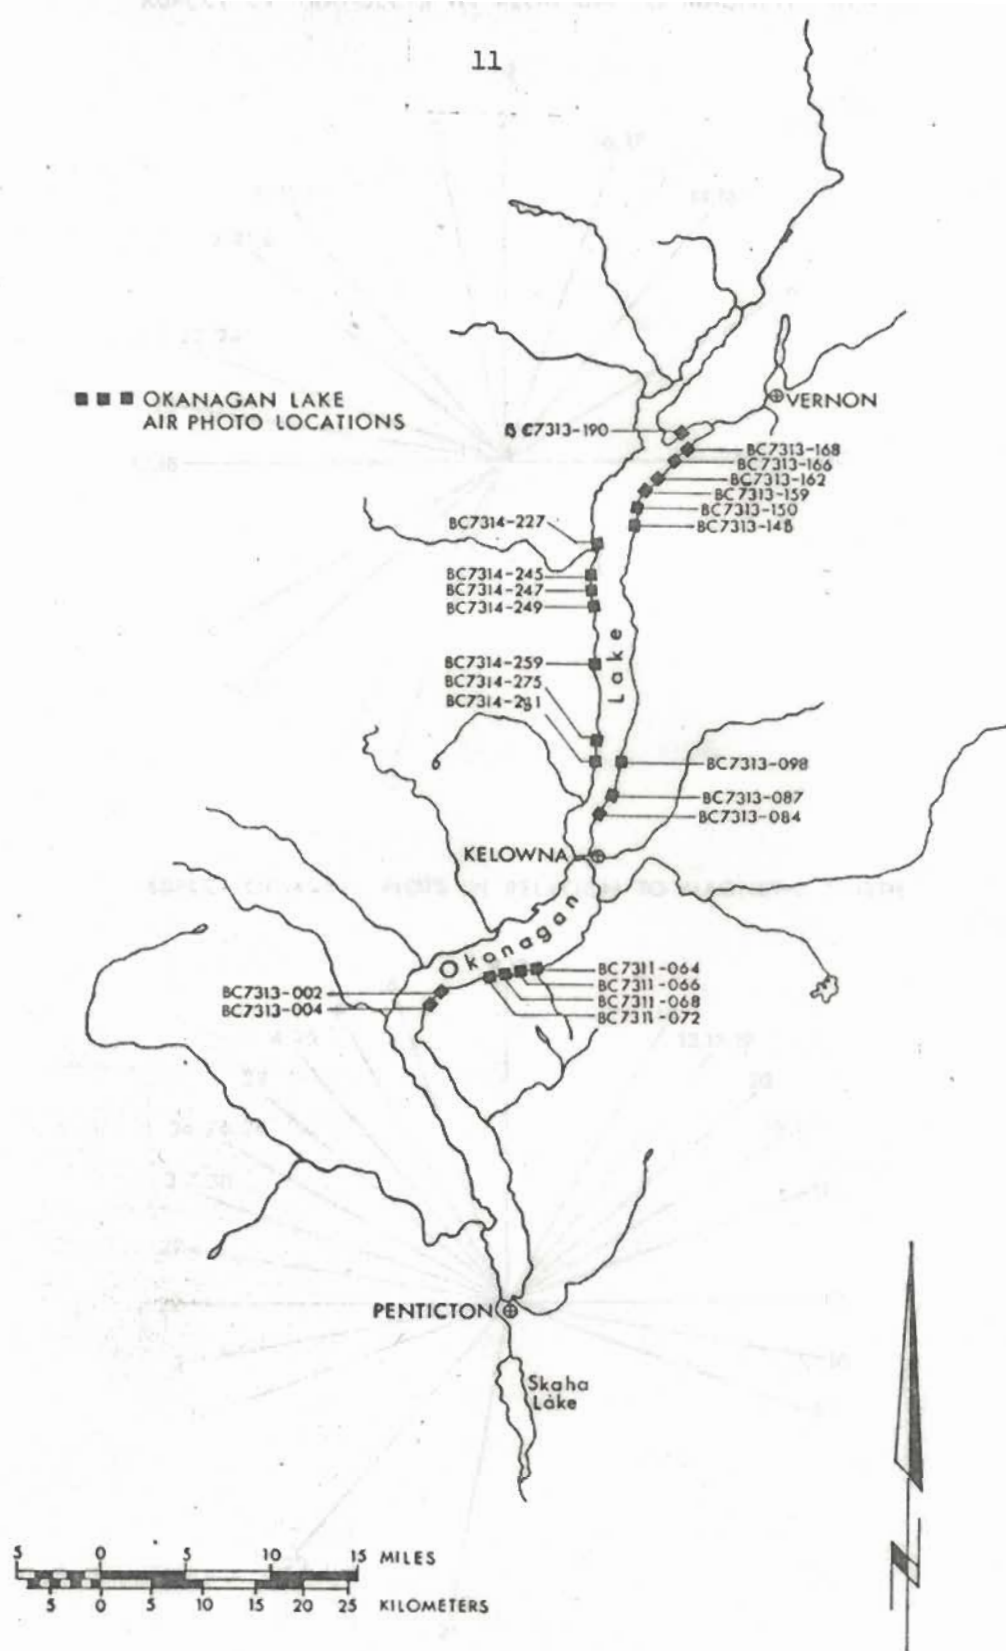 11
OKANAGAN LAKE
AIR PHOTO LOCATIONS
VERNON
BC7313-190
BC7313-168
BC7313-166
BC7313-162
BC7313-159
BC7313-150
BC7313-148
BC7314-227
BC7314-245
BC7314-247
BC7314-249
BC7314-259
BC7314-275
BC7314-281
Lake
BC7313-098
BC7313-087
BC7313-084
KELOWNA
Okanagan
BC7311-064
BC7311-066
BC7311-068
BC7311-072
BC7313-002
BC7313-004
PENTICTON
Skaha
Lake
5 0 5 10 15 MILES
5 0 5 10 15 20 25 KILOMETERS
N